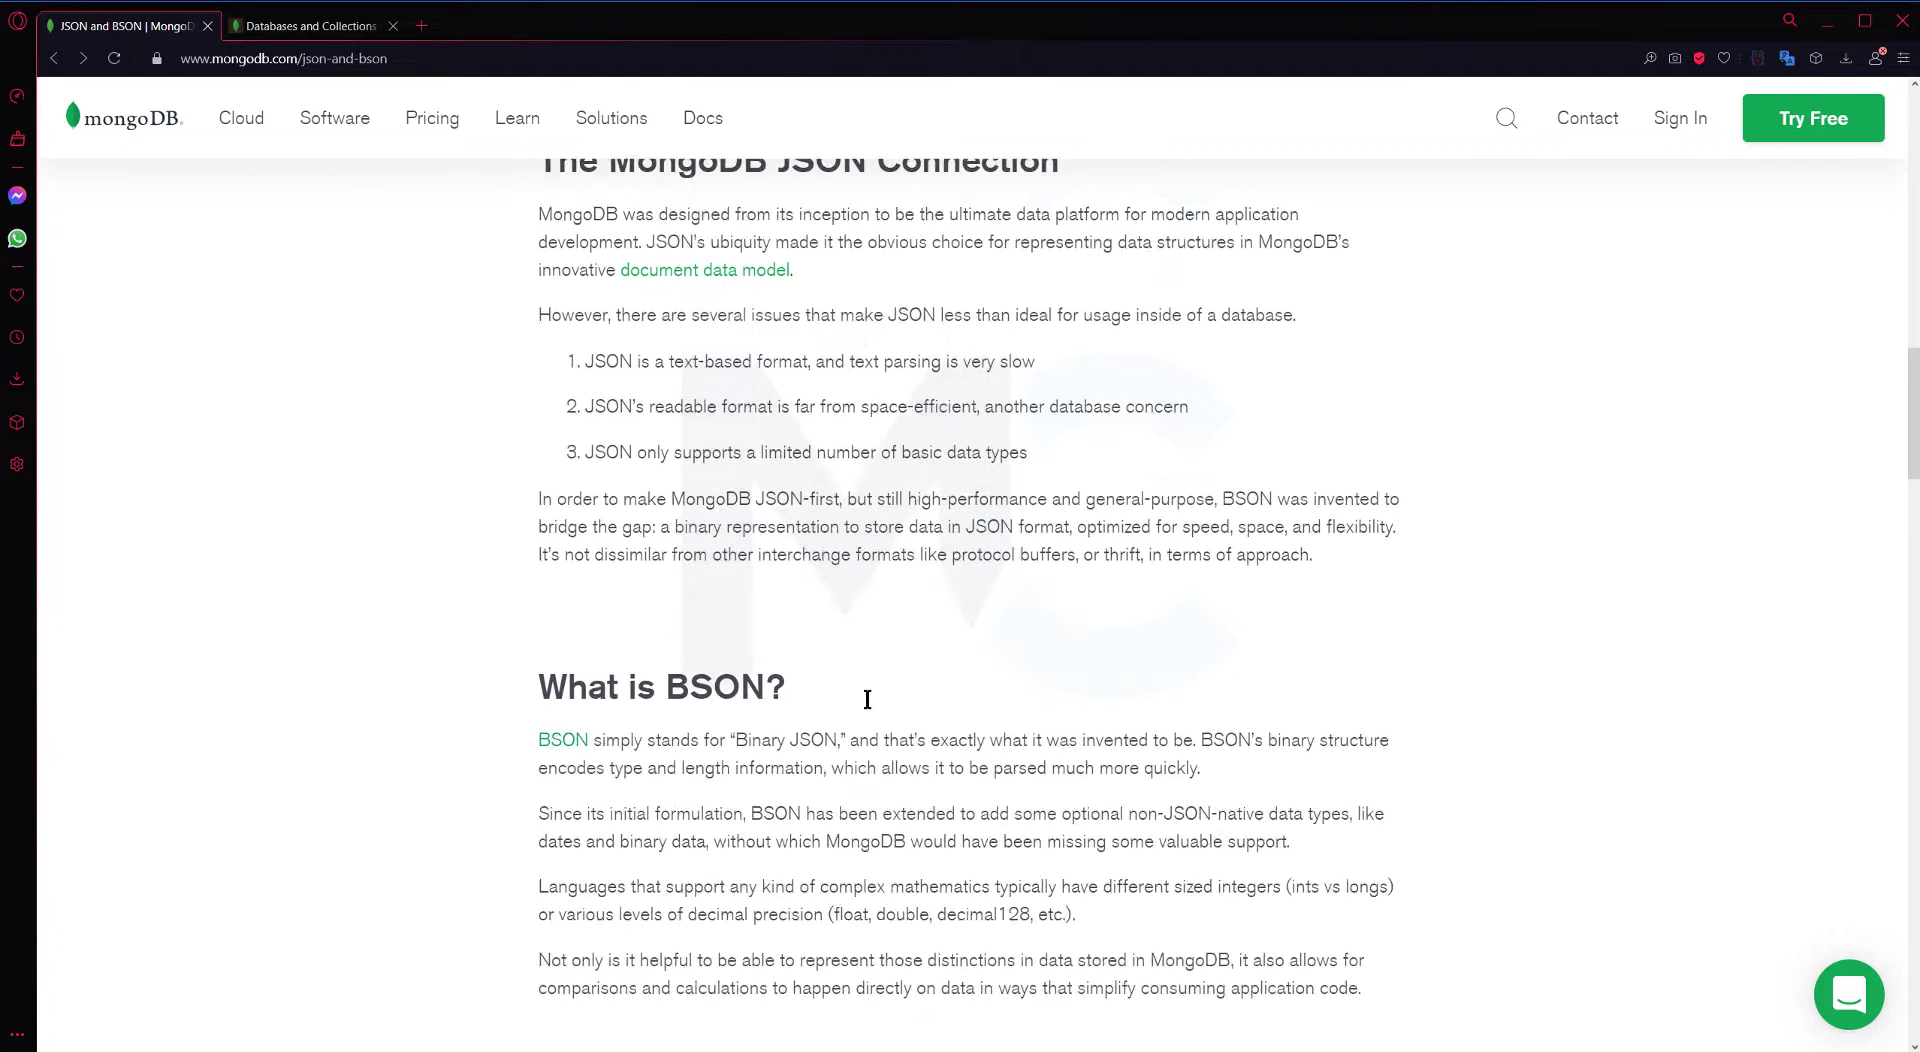 JSON and BSON | MongoD
Databases and Collections
www.mongodb.com/json-and-bson
mongoDB.
Cloud
Software
Pricing
Learn
Solutions
Docs
Contact
Sign In
Try Free
The MongoDB JSON Connection
MongoDB was designed from its inception to be the ultimate data platform for modern application
development. JSON’s ubiquity made it the obvious choice for representing data structures in MongoDB’s
innovative document data model.
However, there are several issues that make JSON less than ideal for usage inside of a database.
1. JSON is a text-based format, and text parsing is very slow
2. JSON’s readable format is far from space-efficient, another database concern
3. JSON only supports a limited number of basic data types
In order to make MongoDB JSON-first, but still high-performance and general-purpose, BSON was invented to
bridge the gap: a binary representation to store data in JSON format, optimized for speed, space, and flexibility.
It’s not dissimilar from other interchange formats like protocol buffers, or thrift, in terms of approach.
MC
What is BSON?
BSON simply stands for “Binary JSON,” and that’s exactly what it was invented to be. BSON’s binary structure
encodes type and length information, which allows it to be parsed much more quickly.
Since its initial formulation, BSON has been extended to add some optional non-JSON-native data types, like
dates and binary data, without which MongoDB would have been missing some valuable support.
Languages that support any kind of complex mathematics typically have different sized integers (ints vs longs)
or various levels of decimal precision (float, double, decimal128, etc.).
Not only is it helpful to be able to represent those distinctions in data stored in MongoDB, it also allows for
comparisons and calculations to happen directly on data in ways that simplify consuming application code.